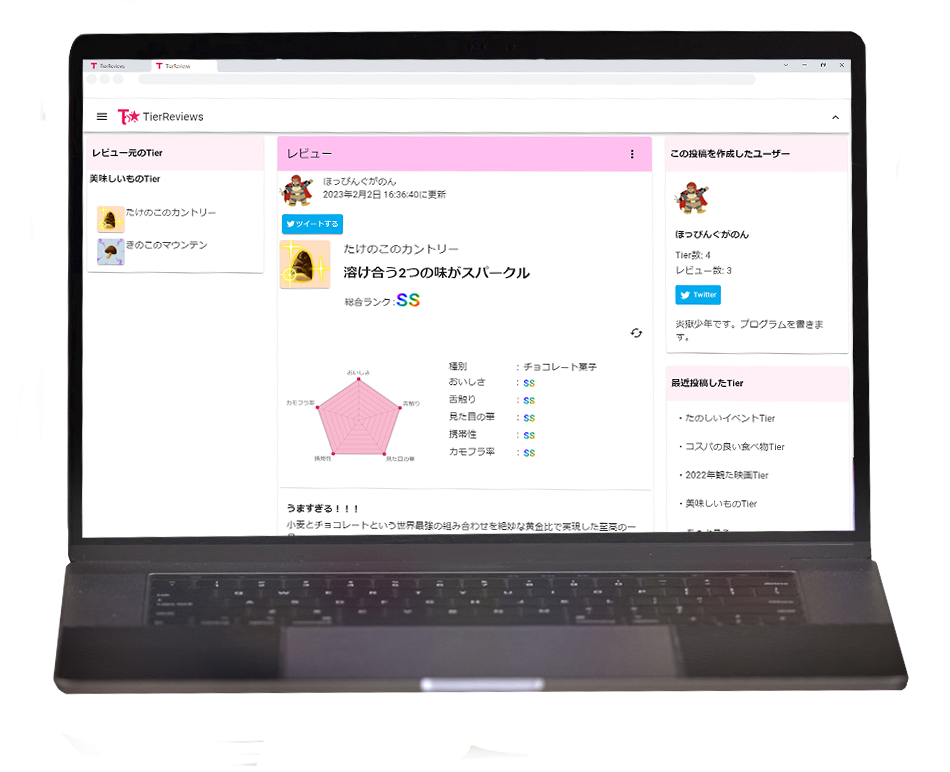 TierReviews
TierReviews
TierReviews
レビュー元のTier
美味しいものTier
たけのこのカントリー
きのこのマウンテン
レビュー
ほっぴんぐがのん
2023年2月2日 16:36:40に更新
ツイートする
たけのこのカントリー
溶け合う2つの味がスパークル
総合ランク:SS
おいしさ
舌触り
見た目の華
携帯性
カモフラ率
種別 : チョコレート菓子
おいしさ : SS
舌触り : SS
見た目の華 : SS
携帯性 : SS
カモフラ率 : SS
うますぎる！！！
小麦とチョコレートという世界最強の組み合わせを絶妙な黄金比で実現した至高の一
この投稿を作成したユーザー
ほっぴんぐがのん
Tier数: 4
レビュー数: 3
Twitter
炎獄少年です。プログラムを書きま
す。
最近投稿したTier
・たのしいイベントTier
・コスパの良い食べ物Tier
・2022年観た映画Tier
・美味しいものTier